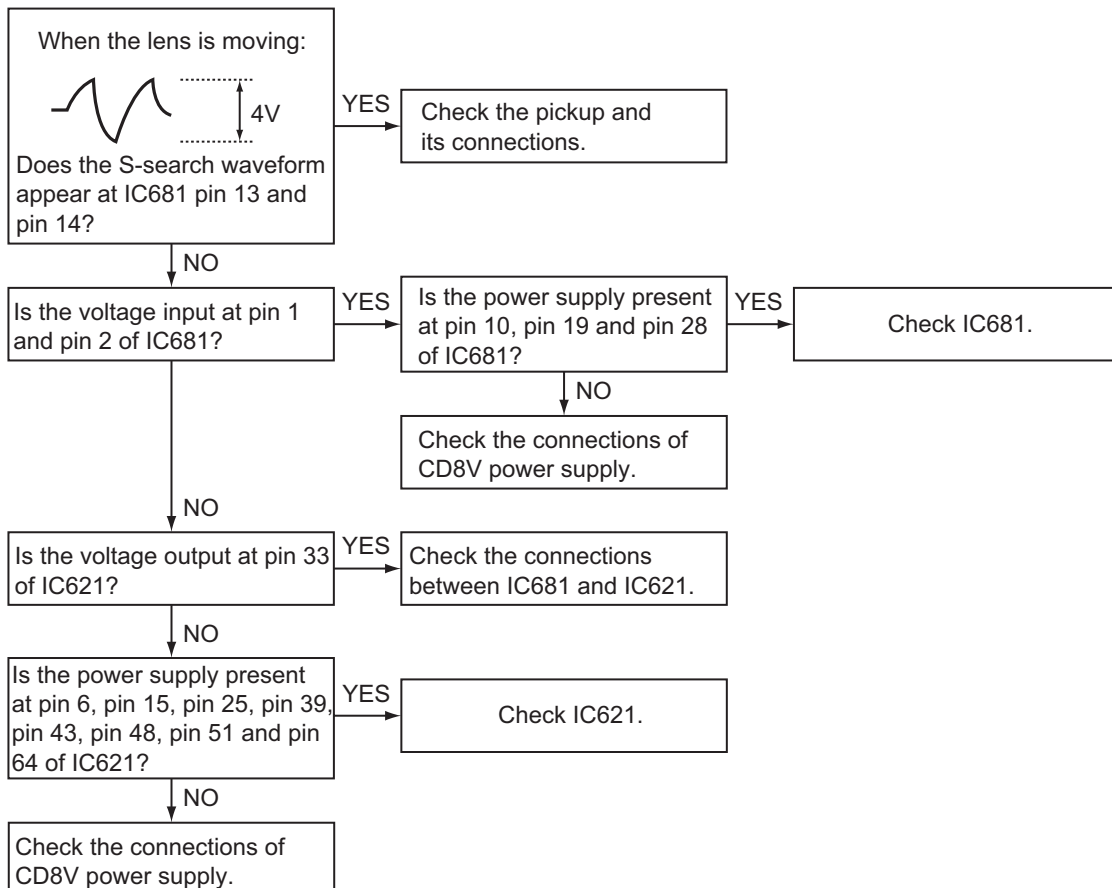 When the lens is moving:
4V
Does the S-search waveform
appear at IC681 pin 13 and
pin 14?
YES
Check the pickup and
its connections.
NO
Is the voltage input at pin 1
and pin 2 of IC681?
YES
Is the power supply present
at pin 10, pin 19 and pin 28
of IC681?
YES
Check IC681.
NO
Check the connections of
CD8V power supply.
NO
Is the voltage output at pin 33
of IC621?
YES
Check the connections
between IC681 and IC621.
NO
Is the power supply present
at pin 6, pin 15, pin 25, pin 39,
pin 43, pin 48, pin 51 and pin
64 of IC621?
YES
Check IC621.
NO
Check the connections of
CD8V power supply.